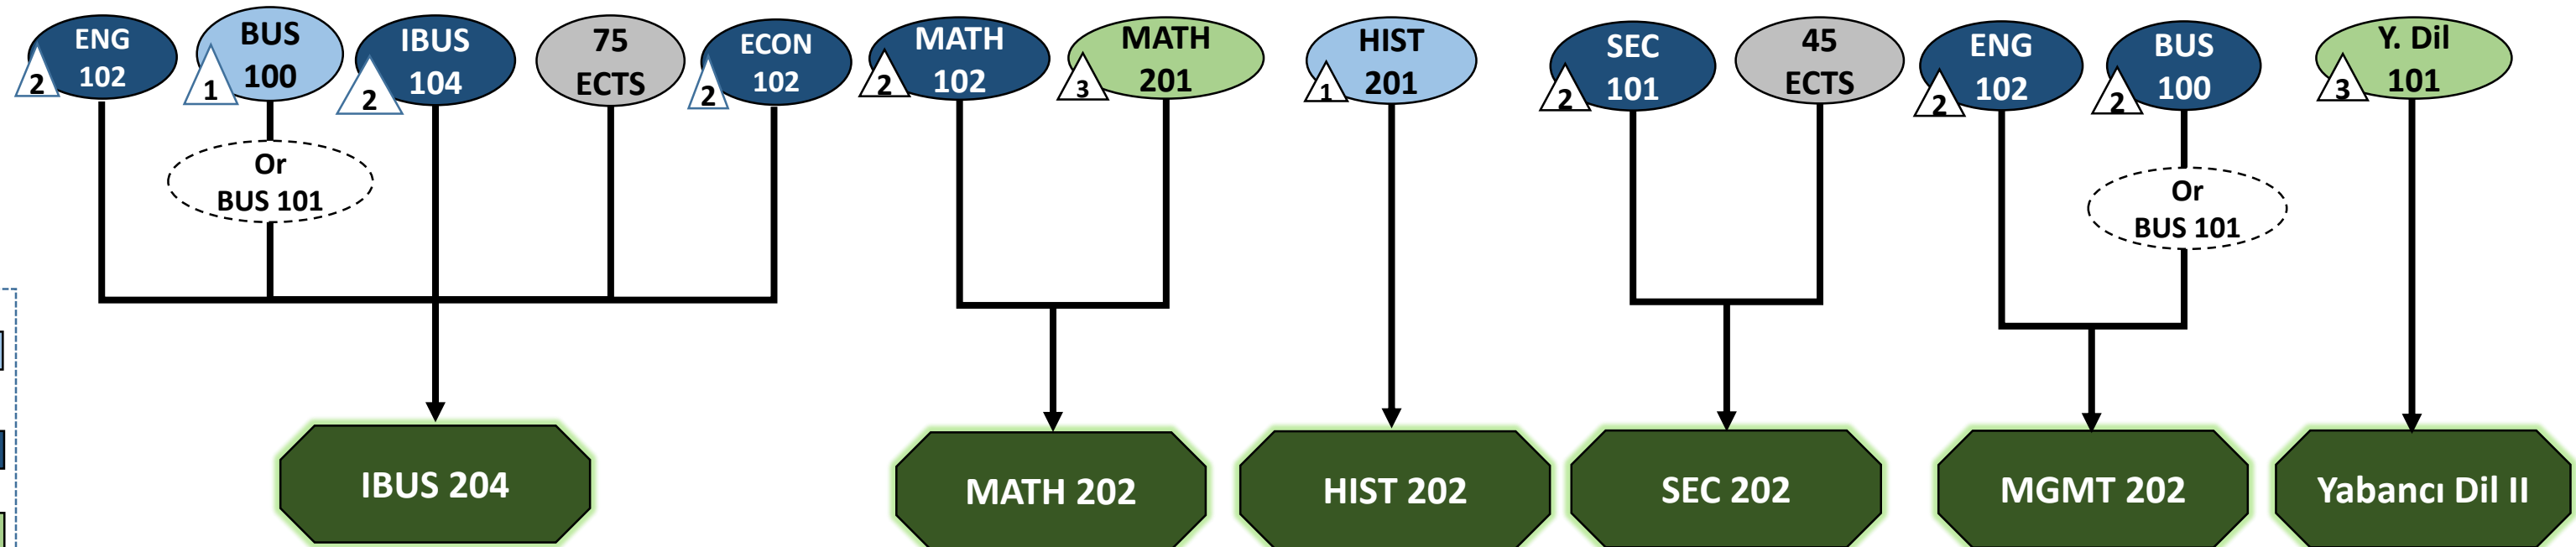 ENG
102
2
BUS
100
1
IBUS
104
2
75
ECTS
ECON
102
2
MATH
102
2
MATH
201
3
HIST
201
1
SEC
101
2
45
ECTS
ENG
102
2
BUS
100
2
Y. Dil
101
3
Or
BUS 101
Or
BUS 101
IBUS 204
MATH 202
HIST 202
SEC 202
MGMT 202
Yabancı Dil II